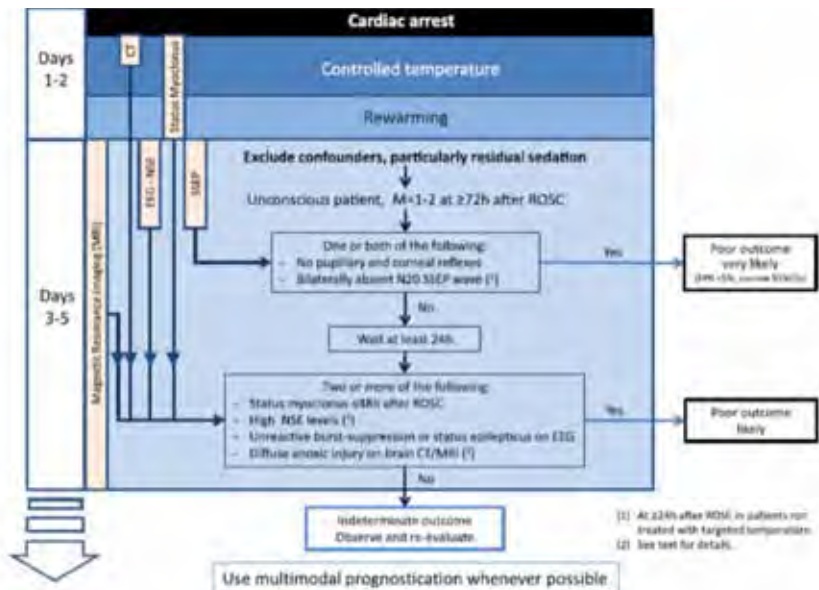 Cardiac arrest
Days
1-2
CT
Status Myoclonus
Controlled temperature
Rewarming
Days
3-5
Magnetic Resonance Imaging (MRI)
EEG - NSE
SSEP
Exclude confounders, particularly residual sedation
Unconscious patient, M=1-2 at ≥72h after ROSC
One or both of the following:
- No pupillary and corneal reflexes
- Bilaterally absent N20 SSEP wave (1)
Yes
Poor outcome
very likely
No
Wait at least 24h
Two or more of the following:
- Status myoclonus ≤48h after ROSC
- High NSE levels (2)
- Unreactive burst-suppression or status epilepticus on EEG
- Diffuse anoxic injury on brain CT/MRI (2)
Yes
Poor outcome
likely
No
Indeterminate outcome
Observe and re-evaluate
(1) At ≥24h after ROSC in patients not
treated with targeted temperature
(2) See text for details.
Use multimodal prognostication whenever possible